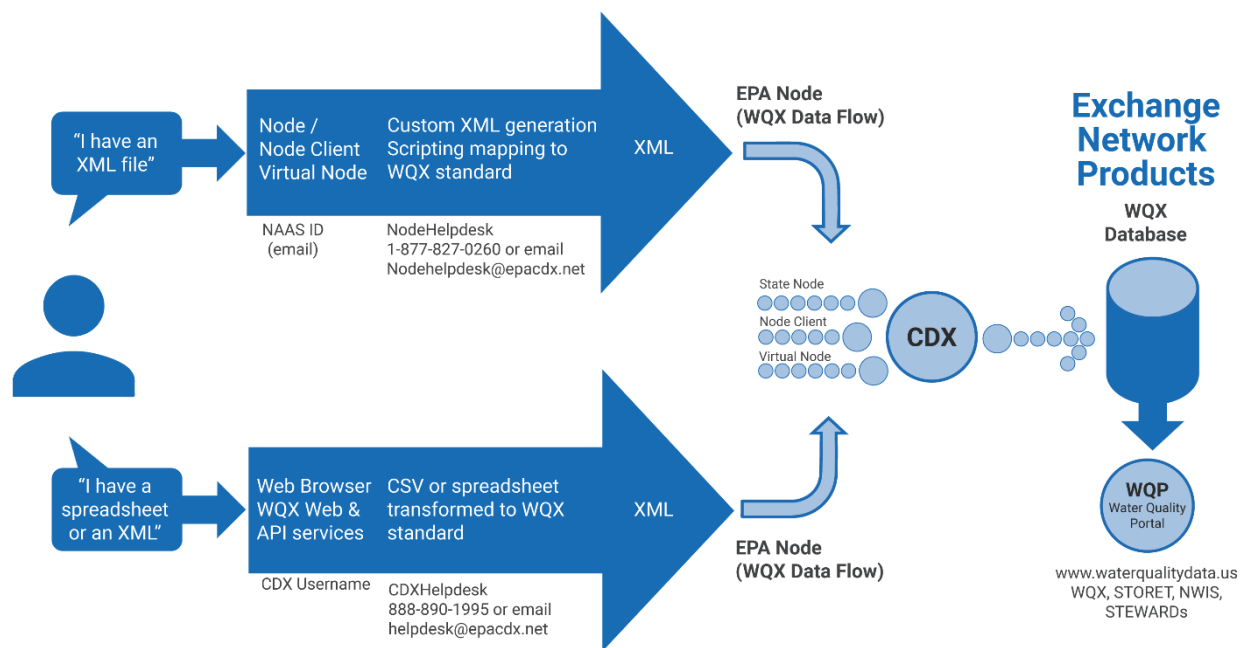 “I have an
XML file”
Node /
Node Client
Virtual Node
Custom XML generation
Scripting mapping to
WQX standard
XML
NAAS ID
(email)
NodeHelpdesk
1-877-827-0260 or email
Nodehelpdesk@epacdx.net
EPA Node
(WQX Data Flow)
Exchange
Network
Products
WQX
Database
State Node
Node Client
Virtual Node
CDX
“I have a
spreadsheet
or an XML”
Web Browser
WQX Web &
API services
CSV or spreadsheet
transformed to WQX
standard
XML
CDX Username
CDXHelpdesk
888-890-1995 or email
helpdesk@epacdx.net
EPA Node
(WQX Data Flow)
WQP
Water Quality
Portal
www.waterqualitydata.us
WQX, STORET, NWIS,
STEWARDs